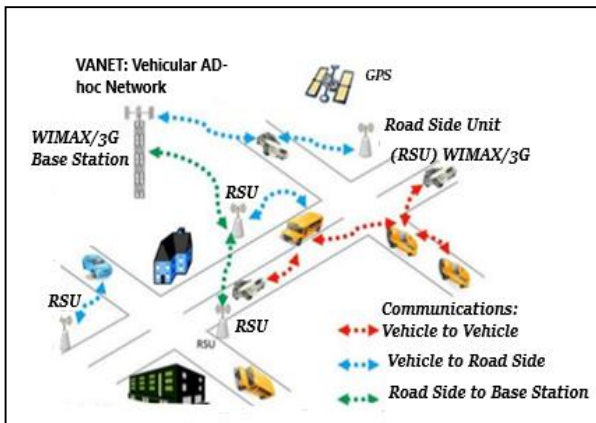 VANET: Vehicular AD-
hoc Network
GPS
WIMAX/3G
Base Station
Road Side Unit
(RSU) WIMAX/3G
RSU
RSU
RSU
RSU
Communications:
Vehicle to Vehicle
Vehicle to Road Side
Road Side to Base Station